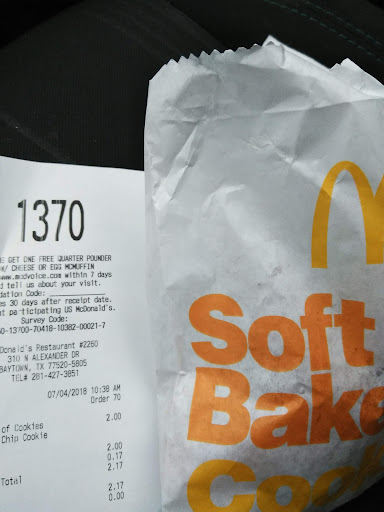 1370
GET ONE FREE QUARTER POUNDER
W/ CHEESE OR EGG MCMUFFIN
www.mcdvoice.com within 7 days
d tell us about your visit.
dation Code:
es 30 days after receipt date.
t participating US McDonald's.
Survey Code:
60-13700-70418-10382-00021-7
Donald's Restaurant #2260
310 N ALEXANDER DR
BAYTOWN, TX 77520-5805
TEL# 281-427-3851
07/04/2018 10:38 AM
Order 70
of Cookies 2.00
Chip Cookie
2.00
0.17
2.17
Total 2.17
0.00
Soft
Bake
Coo